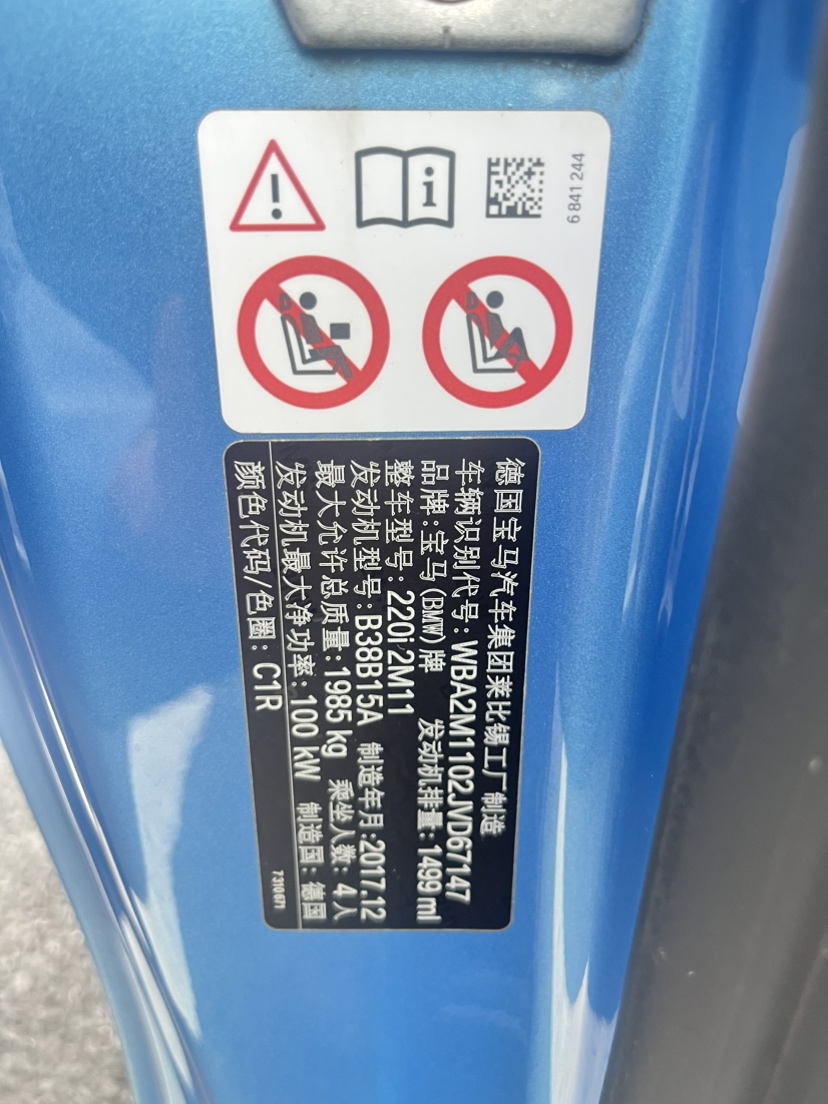 6 841 244
德国宝马汽车集团莱比锡工厂 制造
车辆识别代号: WBA2M1102JVD67147
品牌: 宝马(BMW)牌 发动机排量: 1499 ml
整车型号: 220i 2M11
发动机型号: B38B15A 制造年月: 2017.12
最大允许总质量: 1985 kg 乘坐人数: 4人
发动机最大净功率: 100 kW 制造国: 德国
颜色代码/色圈: C1R
7 310 671